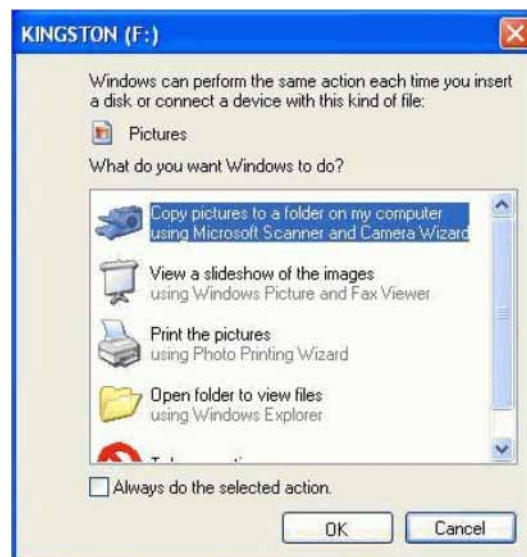 KINGSTON (F:)
Windows can perform the same action each time you insert
a disk or connect a device with this kind of file:
Pictures
What do you want Windows to do?
Copy pictures to a folder on my computer
using Microsoft Scanner and Camera Wizard
View a slideshow of the images
using Windows Picture and Fax Viewer
Print the pictures
using Photo Printing Wizard
Open folder to view files
using Windows Explorer
Always do the selected action.
OK
Cancel